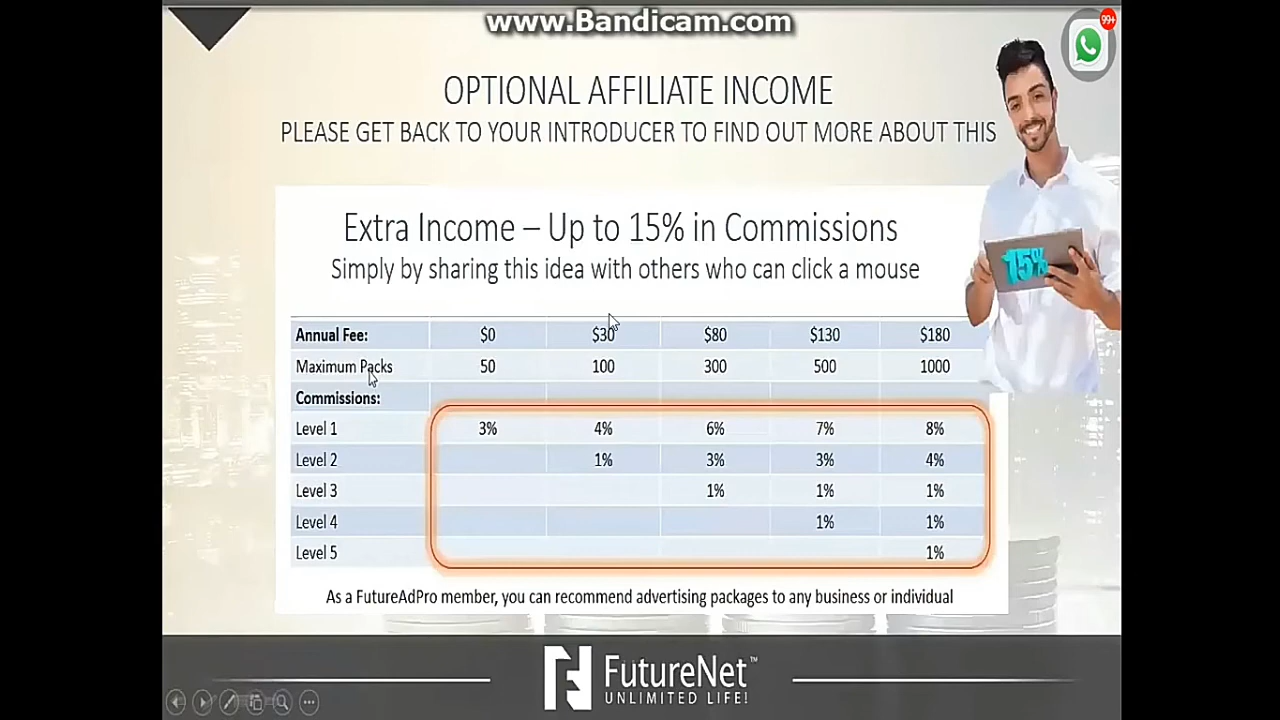 www.Bandicam.com
99+
OPTIONAL AFFILIATE INCOME
PLEASE GET BACK TO YOUR INTRODUCER TO FIND OUT MORE ABOUT THIS
Extra Income – Up to 15% in Commissions
Simply by sharing this idea with others who can click a mouse
15%
Annual Fee: $0 $30 $80 $130 $180
Maximum Packs 50 100 300 500 1000
Commissions:
Level 1 3% 4% 6% 7% 8%
Level 2 1% 3% 3% 4%
Level 3 1% 1% 1%
Level 4 1% 1%
Level 5 1%
As a FutureAdPro member, you can recommend advertising packages to any business or individual
FutureNet™
UNLIMITED LIFE!